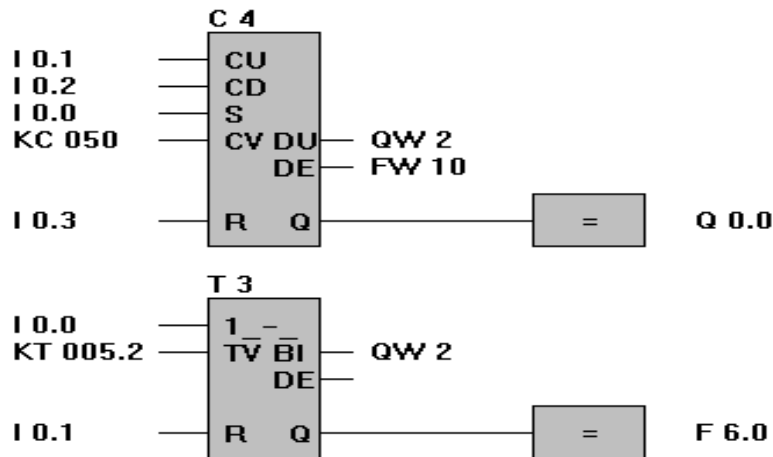 C 4
I 0.1 CU
I 0.2 CD
I 0.0 S
KC 050 CV DU QW 2
DE FW 10
I 0.3 R Q = Q 0.0
T 3
I 0.0 1_-_
KT 005.2 TV BI QW 2
DE
I 0.1 R Q = F 6.0